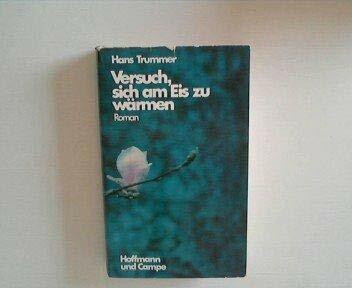 Hans Trummer
Versuch,
sich am Eis zu
wärmen
Roman
Hoffmann
und Campe